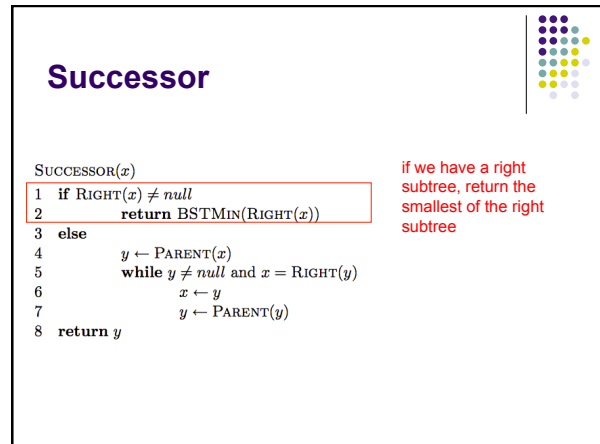 Successor
SUCCESSOR(x)
1 if RIGHT(x) ≠ null
2 return BSTMIN(RIGHT(x))
3 else
4 y ← PARENT(x)
5 while y ≠ null and x = RIGHT(y)
6 x ← y
7 y ← PARENT(y)
8 return y
if we have a right
subtree, return the
smallest of the right
subtree